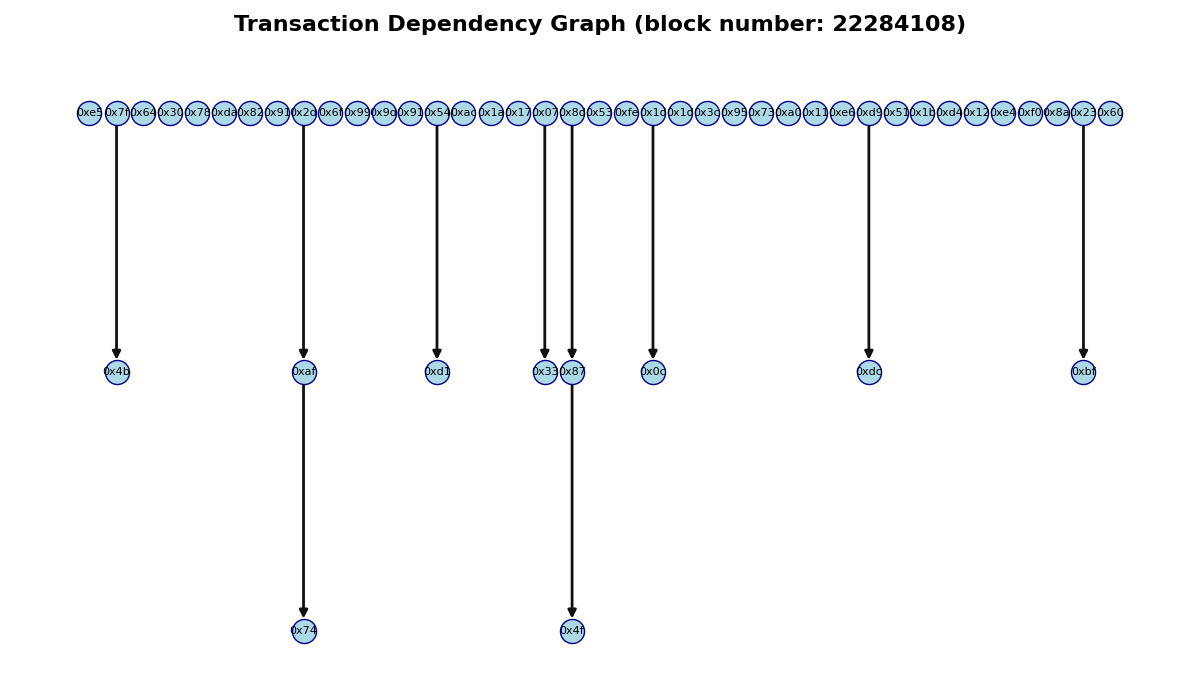 Transaction Dependency Graph (block number: 22284108)
0xe5 0x7f 0x64 0x30 0x78 0xda 0x82 0x91 0x2d 0x6f 0x99 0x9d 0x91 0x54 0xac 0x1a 0x17 0x07 0x8d 0x53 0xfe 0x1d 0x1d 0x3c 0x95 0x73 0xa0 0x11 0xe6 0xd9 0x51 0x1b 0xd4 0x12 0xe4 0xf0 0x8a 0x23 0x60
0x4b 0xaf 0xd1 0x33 0x87 0x0c 0xdc 0xbf
0x74 0x4f